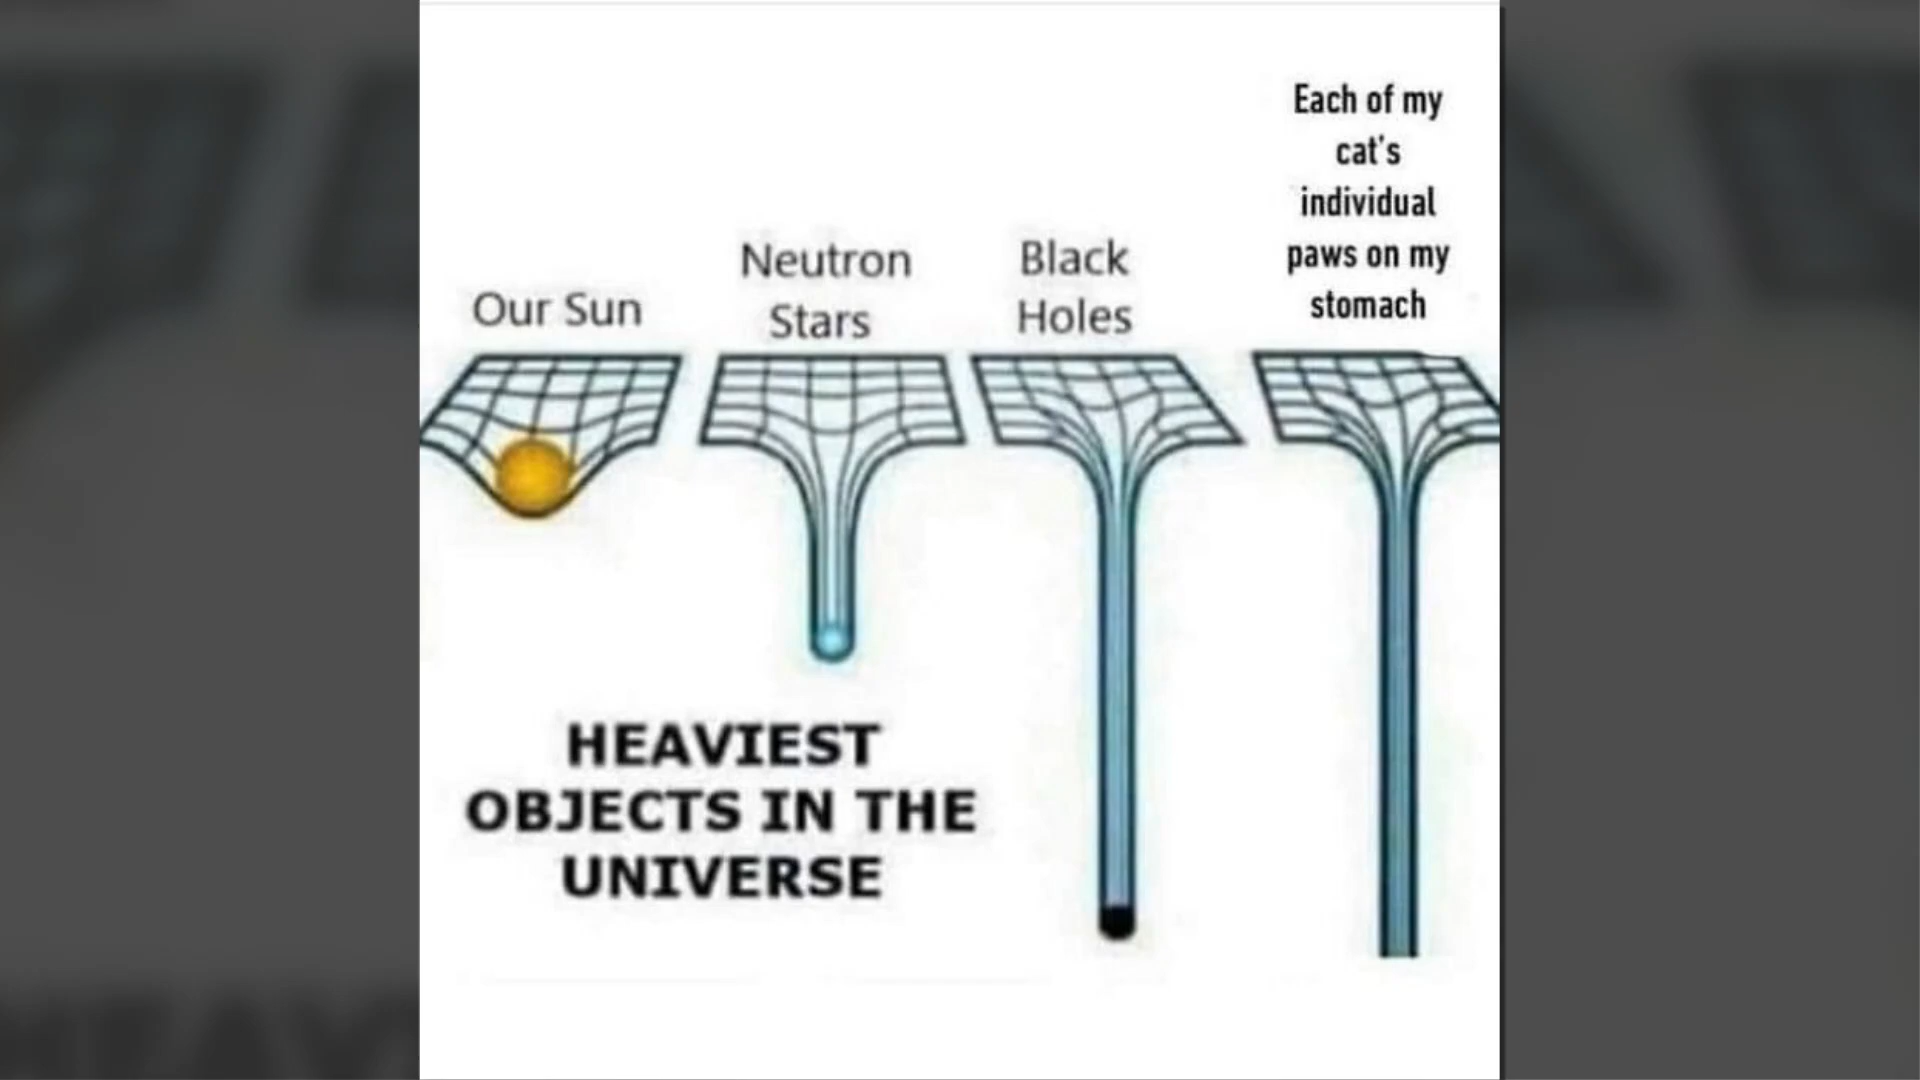 Each of my
cat's
individual
paws on my
stomach
Our Sun
Neutron
Stars
Black
Holes
HEAVIEST
OBJECTS IN THE
UNIVERSE